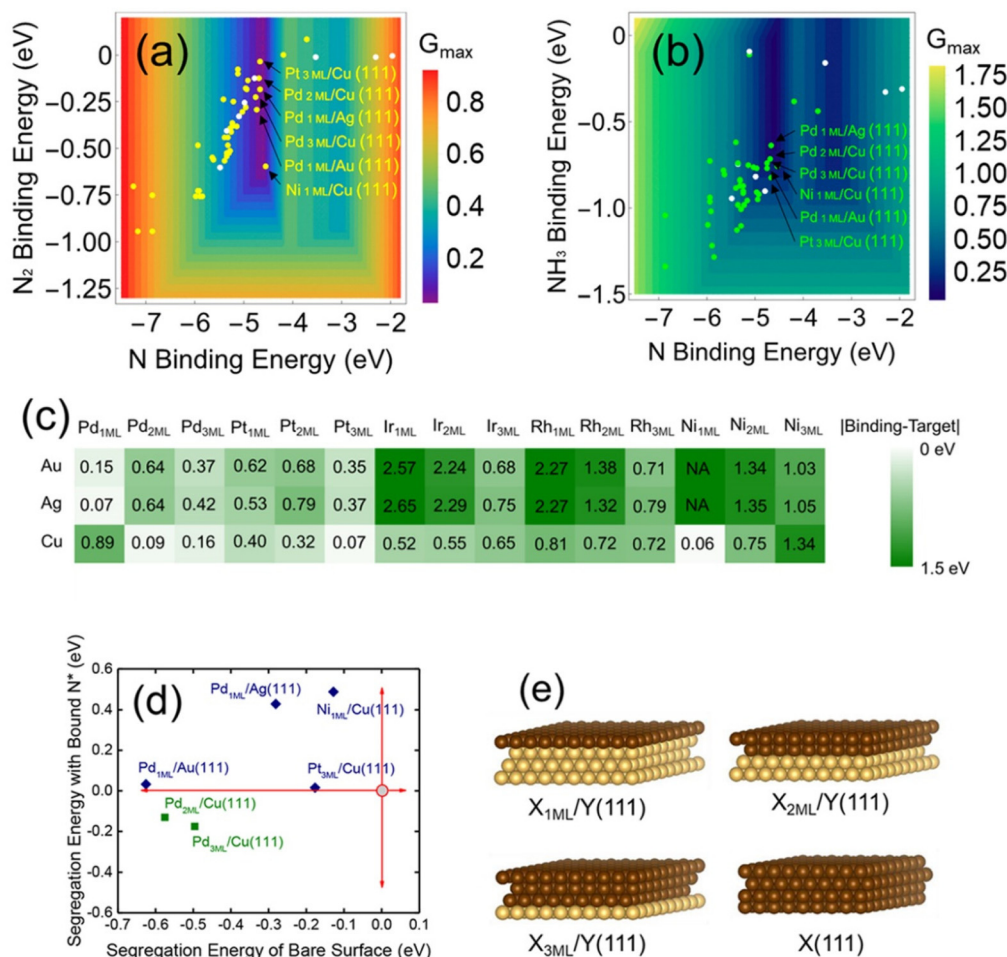 (a)
N₂ Binding Energy (eV)
0
−0.25
−0.50
−0.75
−1.00
−1.25
−7 −6 −5 −4 −3 −2
N Binding Energy (eV)
Pt 3 ML/Cu (111)
Pd 2 ML/Cu (111)
Pd 1 ML/Ag (111)
Pd 3 ML/Cu (111)
Pd 1 ML/Au (111)
Ni 1 ML/Cu (111)
Gmax
0.8
0.6
0.4
0.2
(b)
NH₃ Binding Energy (eV)
0
−0.5
−1.0
−1.5
−7 −6 −5 −4 −3 −2
N Binding Energy (eV)
Pd 1 ML/Ag (111)
Pd 2 ML/Cu (111)
Pd 3 ML/Cu (111)
Ni 1 ML/Cu (111)
Pd 1 ML/Au (111)
Pt 3 ML/Cu (111)
Gmax
1.75
1.50
1.25
1.00
0.75
0.50
0.25
(c)
Pd1ML Pd2ML Pd3ML Pt1ML Pt2ML Pt3ML Ir1ML Ir2ML Ir3ML Rh1ML Rh2ML Rh3ML Ni1ML Ni2ML Ni3ML
Au 0.15 0.64 0.37 0.62 0.68 0.35 2.57 2.24 0.68 2.27 1.38 0.71 NA 1.34 1.03
Ag 0.07 0.64 0.42 0.53 0.79 0.37 2.65 2.29 0.75 2.27 1.32 0.79 NA 1.35 1.05
Cu 0.89 0.09 0.16 0.40 0.32 0.07 0.52 0.55 0.65 0.81 0.72 0.72 0.06 0.75 1.34
|Binding-Target|
0 eV
1.5 eV
(d)
Segregation Energy with Bound N* (eV)
0.6
0.4
0.2
0.0
-0.2
-0.4
-0.6
-0.7 -0.6 -0.5 -0.4 -0.3 -0.2 -0.1 0.0 0.1
Segregation Energy of Bare Surface (eV)
Pd1ML/Ag(111)
Ni1ML/Cu(111)
Pd1ML/Au(111)
Pt3ML/Cu(111)
Pd2ML/Cu(111)
Pd3ML/Cu(111)
(e)
X1ML/Y(111)
X2ML/Y(111)
X3ML/Y(111)
X(111)